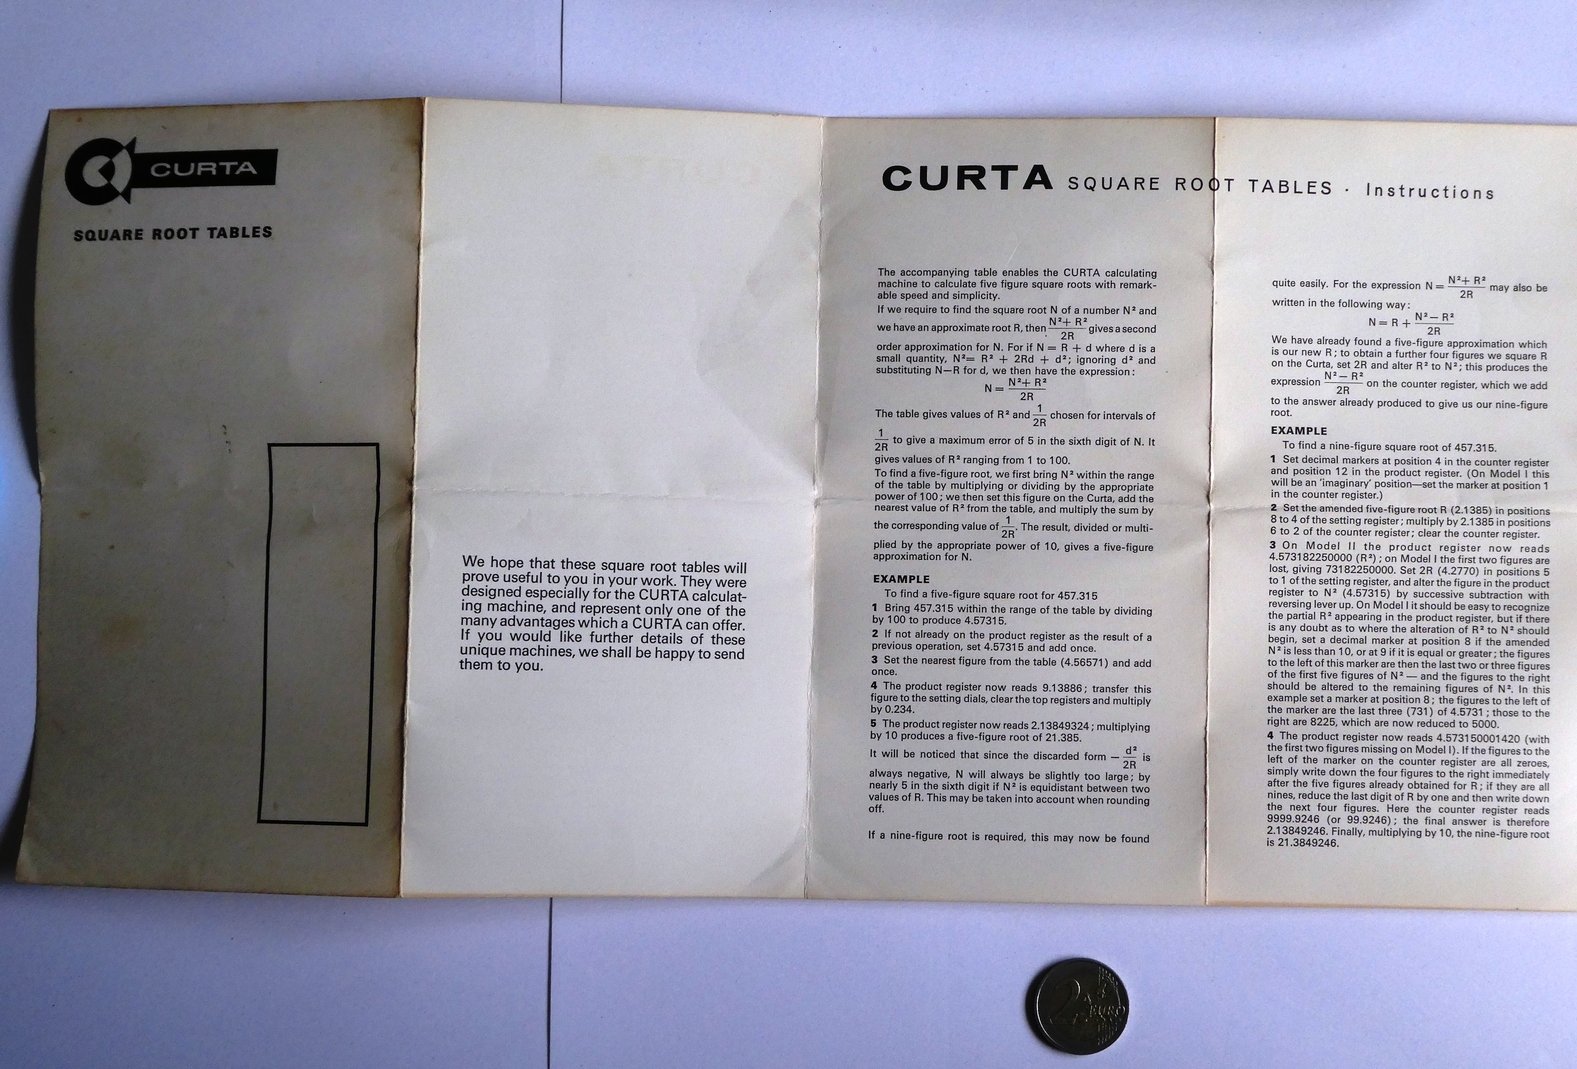 CURTA
SQUARE ROOT TABLES
We hope that these square root tables will
prove useful to you in your work. They were
designed especially for the CURTA calculat-
ing machine, and represent only one of the
many advantages which a CURTA can offer.
If you would like further details of these
unique machines, we shall be happy to send
them to you.
CURTA SQUARE ROOT TABLES · Instructions
The accompanying table enables the CURTA calculating
machine to calculate five figure square roots with remark-
able speed and simplicity.
If we require to find the square root N of a number N² and
we have an approximate root R, then (N²+ R²)/2R gives a second
order approximation for N. For if N = R + d where d is a
small quantity, N²= R² + 2Rd + d²; ignoring d² and
substituting N—R for d, we then have the expression:
N = (N²+ R²)/2R
The table gives values of R² and 1/2R chosen for intervals of
1/2R to give a maximum error of 5 in the sixth digit of N. It
gives values of R² ranging from 1 to 100.
To find a five-figure root, we first bring N² within the range
of the table by multiplying or dividing by the appropriate
power of 100; we then set this figure on the Curta, add the
nearest value of R² from the table, and multiply the sum by
the corresponding value of 1/2R. The result, divided or multi-
plied by the appropriate power of 10, gives a five-figure
approximation for N.
EXAMPLE
To find a five-figure square root for 457.315
1 Bring 457.315 within the range of the table by dividing
by 100 to produce 4.57315.
2 If not already on the product register as the result of a
previous operation, set 4.57315 and add once.
3 Set the nearest figure from the table (4.56571) and add
once.
4 The product register now reads 9.13886; transfer this
figure to the setting dials, clear the top registers and multiply
by 0.234.
5 The product register now reads 2.13849324; multiplying
by 10 produces a five-figure root of 21.385.
It will be noticed that since the discarded form — d²/2R is
always negative, N will always be slightly too large; by
nearly 5 in the sixth digit if N² is equidistant between two
values of R. This may be taken into account when rounding
off.
If a nine-figure root is required, this may now be found
quite easily. For the expression N = (N²+ R²)/2R may also be
written in the following way:
N = R + (N²— R²)/2R
We have already found a five-figure approximation which
is our new R; to obtain a further four figures we square R
on the Curta, set 2R and alter R² to N²; this produces the
expression (N²— R²)/2R on the counter register, which we add
to the answer already produced to give us our nine-figure
root.
EXAMPLE
To find a nine-figure square root of 457.315.
1 Set decimal markers at position 4 in the counter register
and position 12 in the product register. (On Model I this
will be an 'imaginary' position—set the marker at position 1
in the counter register.)
2 Set the amended five-figure root R (2.1385) in positions
8 to 4 of the setting register; multiply by 2.1385 in positions
6 to 2 of the counter register; clear the counter register.
3 On Model II the product register now reads
4.573182250000 (R²); on Model I the first two figures are
lost, giving 73182250000. Set 2R (4.2770) in positions 5
to 1 of the setting register, and alter the figure in the product
register to N² (4.57315) by successive subtraction with
reversing lever up. On Model I it should be easy to recognize
the partial R² appearing in the product register, but if there
is any doubt as to where the alteration of R² to N² should
begin, set a decimal marker at position 8 if the amended
N² is less than 10, or at 9 if it is equal or greater; the figures
to the left of this marker are then the last two or three figures
of the first five figures of N² — and the figures to the right
should be altered to the remaining figures of N². In this
example set a marker at position 8; the figures to the left of
the marker are the last three (731) of 4.5731; those to the
right are 8225, which are now reduced to 5000.
4 The product register now reads 4.573150001420 (with
the first two figures missing on Model I). If the figures to the
left of the marker on the counter register are all zeroes,
simply write down the four figures to the right immediately
after the five figures already obtained for R; if they are all
nines, reduce the last digit of R by one and then write down
the next four figures. Here the counter register reads
9999.9246 (or 99.9246); the final answer is therefore
2.13849246. Finally, multiplying by 10, the nine-figure root
is 21.3849246.
2 EURO